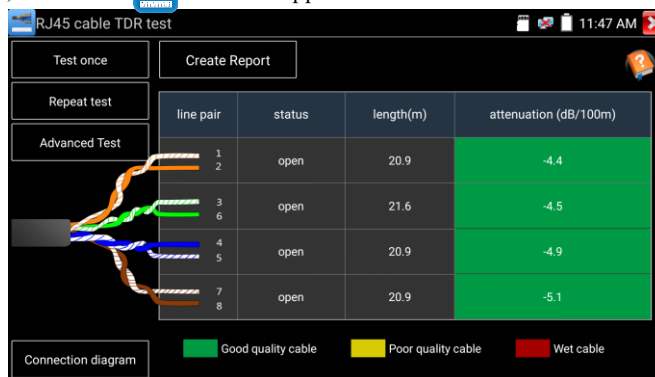 RJ45 cable TDR test
11:47 AM
Test once
Create Report
Repeat test
Advanced Test
line pair status length(m) attenuation (dB/100m)
1
2
open 20.9 -4.4
3
6
open 21.6 -4.5
4
5
open 20.9 -4.9
7
8
open 20.9 -5.1
Good quality cable Poor quality cable Wet cable
Connection diagram